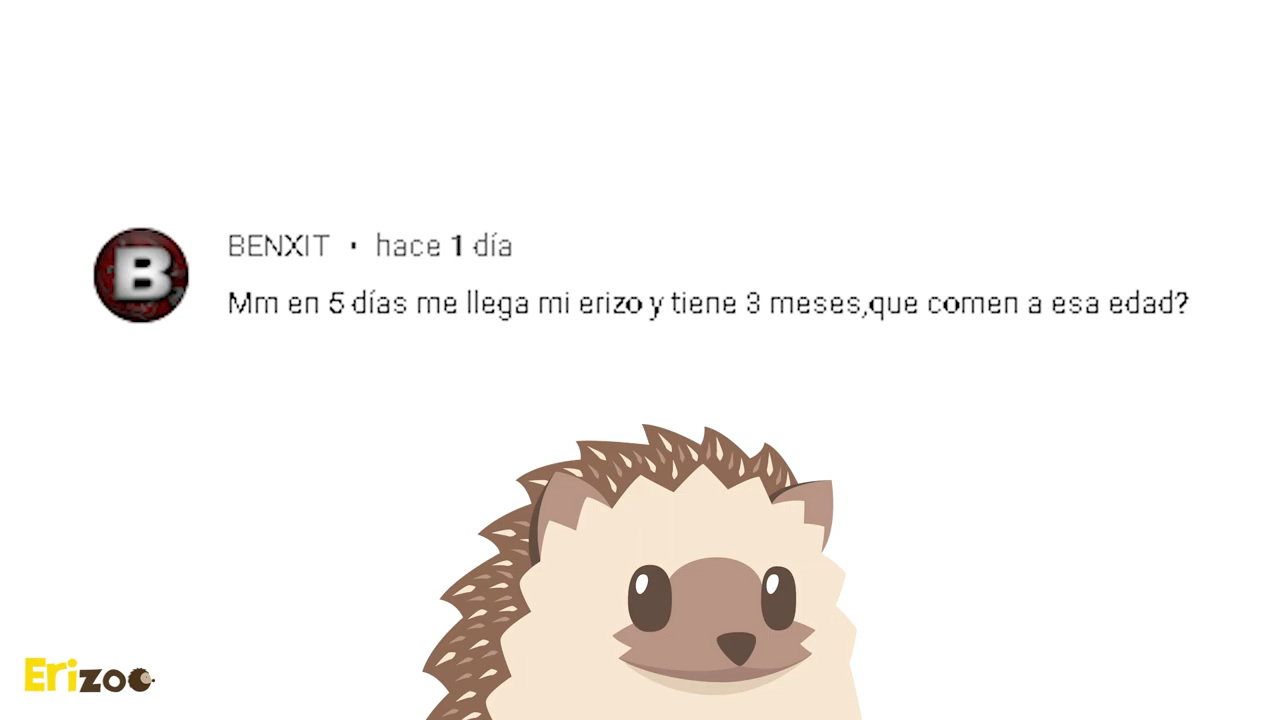 BENXIT · hace 1 día
Mm en 5 días me llega mi erizo y tiene 3 meses,que comen a esa edad?
B
Erizoo